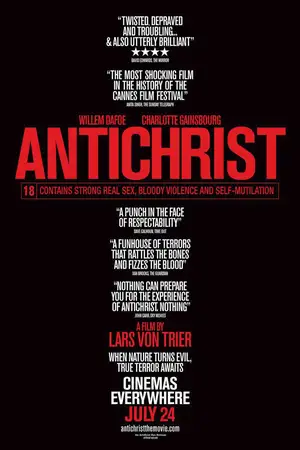 "TWISTED, DEPRAVED
AND TROUBLING...
& ALSO UTTERLY BRILLIANT"
★★★★
"THE MOST SHOCKING FILM
IN THE HISTORY OF THE
CANNES FILM FESTIVAL"
WILLEM DAFOE CHARLOTTE GAINSBOURG
ANTICHRIST
18 CONTAINS STRONG REAL SEX, BLOODY VIOLENCE AND SELF-MUTILATION
"A PUNCH IN THE FACE
OF RESPECTABILITY"
"A FUNHOUSE OF TERRORS
THAT RATTLES THE BONES
AND FIZZES THE BLOOD"
"NOTHING CAN PREPARE
YOU FOR THE EXPERIENCE
OF ANTICHRIST. NOTHING"
A FILM BY
LARS VON TRIER
WHEN NATURE TURNS EVIL,
TRUE TERROR AWAITS
CINEMAS
EVERYWHERE
JULY 24
antichristthemovie.com